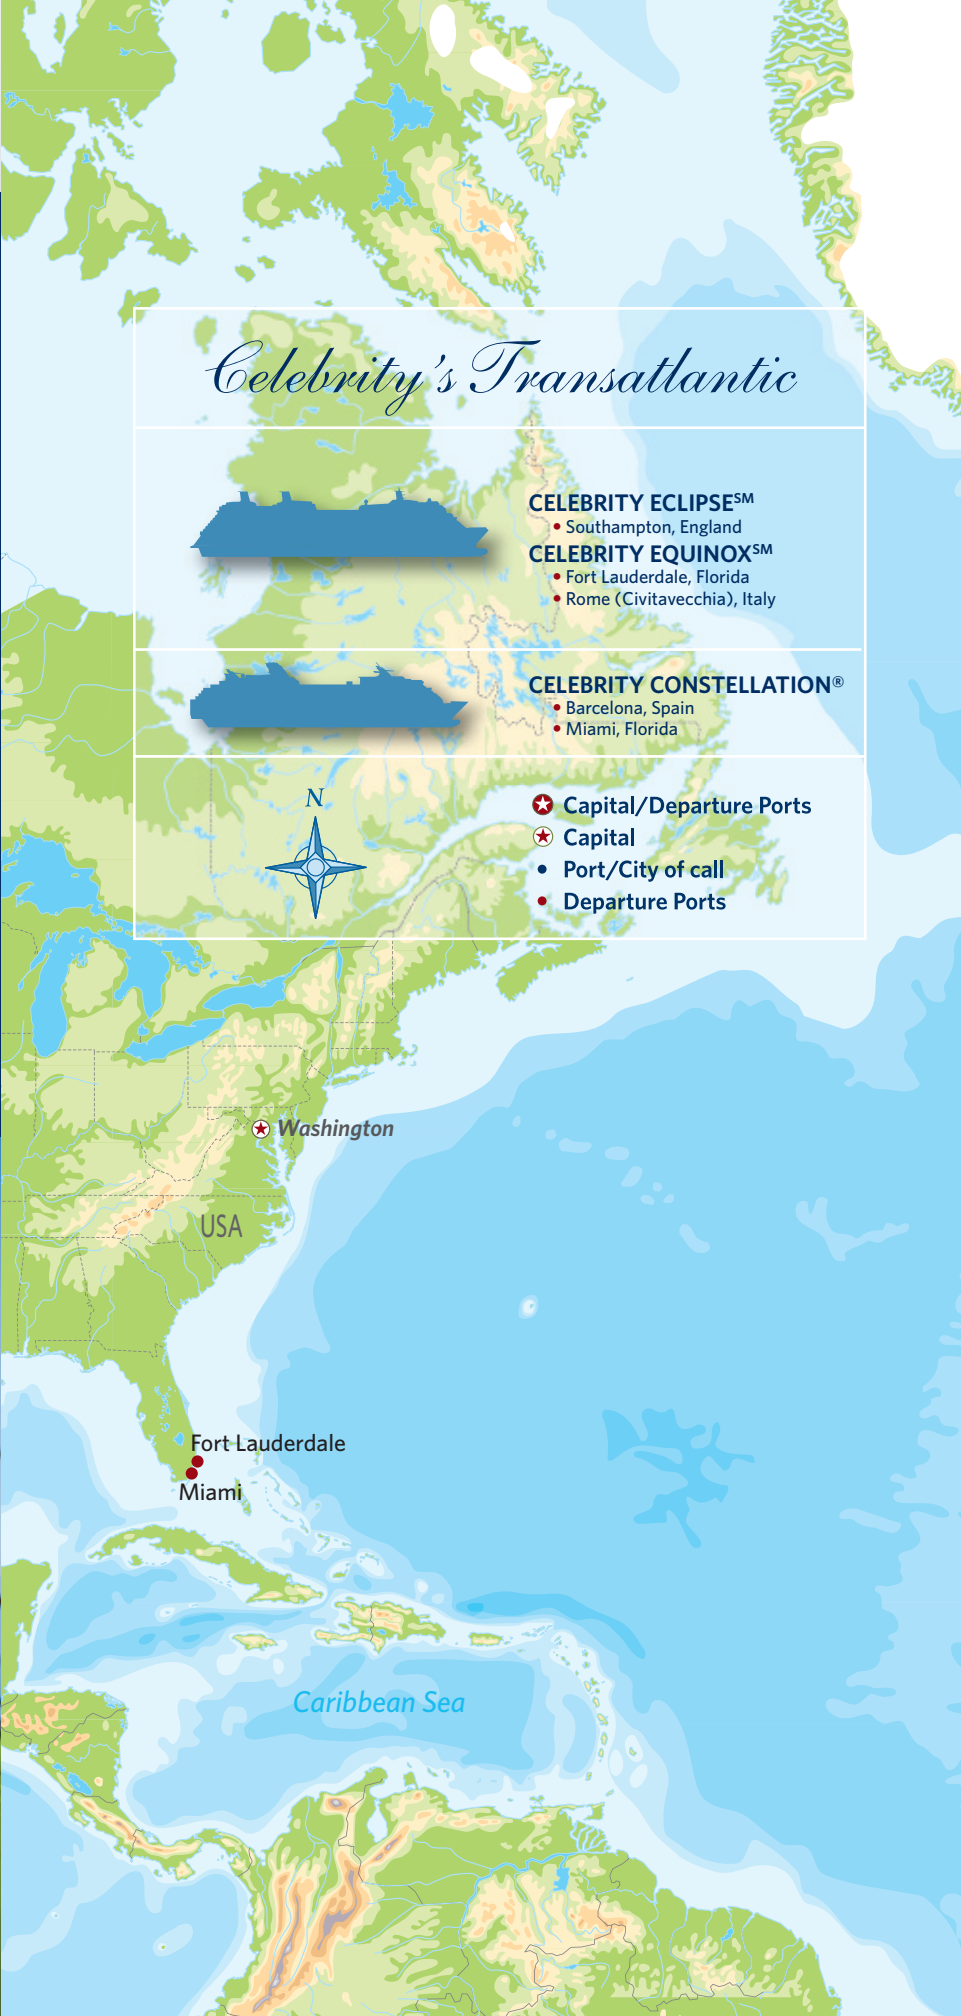 Celebrity's Transatlantic
CELEBRITY ECLIPSE℠
• Southampton, England
CELEBRITY EQUINOX℠
• Fort Lauderdale, Florida
• Rome (Civitavecchia), Italy
CELEBRITY CONSTELLATION®
• Barcelona, Spain
• Miami, Florida
N
Capital/Departure Ports
Capital
Port/City of call
Departure Ports
Washington
USA
Fort Lauderdale
Miami
Caribbean Sea